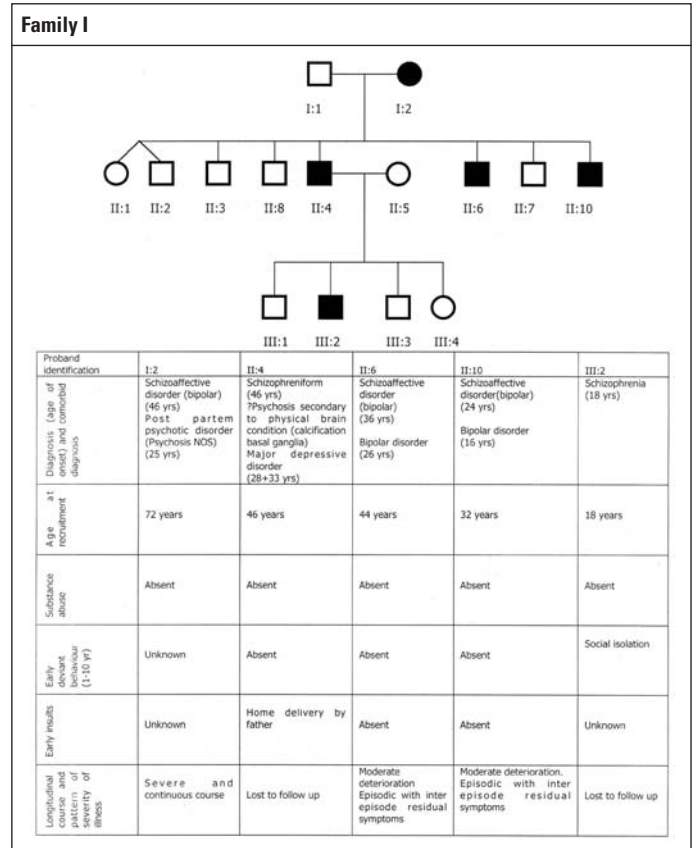 Family I
I:1 I:2
II:1 II:2 II:3 II:8 II:4 II:5 II:6 II:7 II:10
III:1 III:2 III:3 III:4
Proband
identification I:2 II:4 II:6 II:10 III:2
Diagnosis (age of
onset) and comorbid
diagnosis
Schizoaffective
disorder (bipolar)
(46 yrs)
Post partem
psychotic disorder
(Psychosis NOS)
(25 yrs)
Schizophreniform
(46 yrs)
?Psychosis secondary
to physical brain
condition (calcification
basal ganglia)
Major depressive
disorder
(28+33 yrs)
Schizoaffective
disorder
(bipolar)
(36 yrs)
Bipolar disorder
(26 yrs)
Schizoaffective
disorder(bipolar)
(24 yrs)
Bipolar disorder
(16 yrs)
Schizophrenia
(18 yrs)
Age at
recruitment
72 years
46 years
44 years
32 years
18 years
Substance
abuse
Absent
Absent
Absent
Absent
Absent
Early
deviant
behaviour
(1-10 yr)
Unknown
Absent
Absent
Absent
Social isolation
Early insults
Unknown
Home delivery by
father
Absent
Absent
Unknown
Longitudinal
course and
pattern of
severity of
illness
Severe and
continuous course
Lost to follow up
Moderate
deterioration
Episodic with inter
episode residual
symptoms
Moderate deterioration.
Episodic with inter
episode residual
symptoms
Lost to follow up